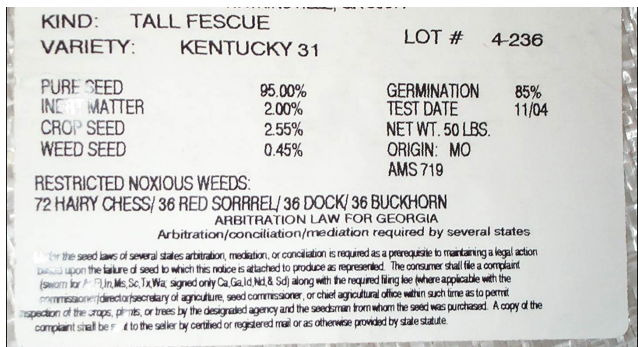 KIND: TALL FESCUE
VARIETY: KENTUCKY 31 LOT # 4-236
PURE SEED 95.00% GERMINATION 85%
MATTER 2.00% TEST DATE 11/04
CROP SEED 2.55% NET WT. 50 LBS.
WEED SEED 0.45% ORIGIN: MO
AMS 719
RESTRICTED NOXIOUS WEEDS:
72 HAIRY CHESS/ 36 RED SORRREL/ 36 DOCK/ 36 BUCKHORN
ARBITRATION LAW FOR GEORGIA
Arbitration/conciliation/mediation required by several states
the seed laws of several states arbitration, mediation, or conciliation is required as a prerequisite to maintaining a legal action
upon the failure of seed to which this notice is attached to produce as represented. The consumer shall file a complaint
(sworn for In,Ms,Sc,Tx,Wa; signed only Ca,Ga,Id,Nd,& Sd) along with the required filing fee (where applicable with the
commissioner/director/secretary of agriculture, seed commissioner, or chief agricultural office within such time as to permit
inspection of the crops, plants, or trees by the designated agency and the seedsman from whom the seed was purchased. A copy of the
complaint shall be to the seller by certified or registered mail or as otherwise provided by state statute.